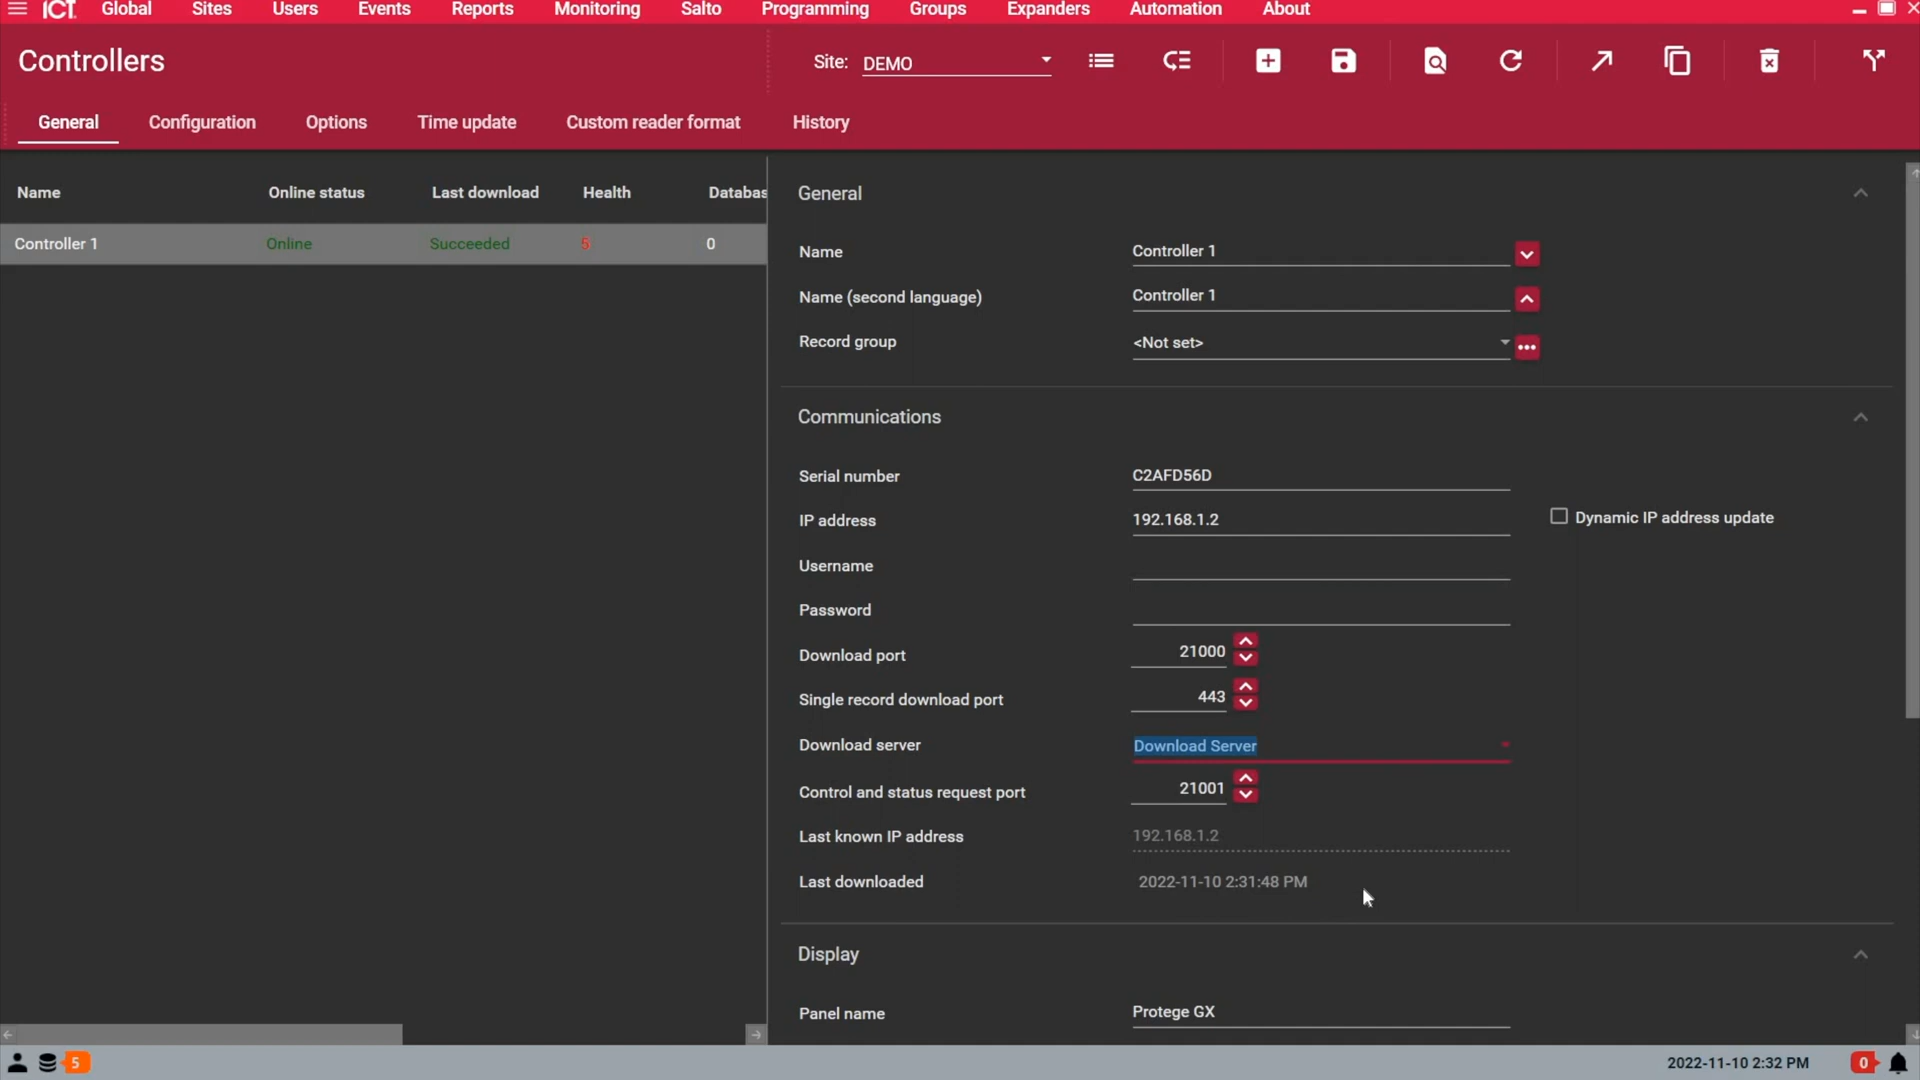 ICT. Global Sites Users Events Reports Monitoring Salto Programming Groups Expanders Automation About
Controllers Site: DEMO
General Configuration Options Time update Custom reader format History
Name Online status Last download Health Databas
Controller 1 Online Succeeded 5 0
General
Name Controller 1
Name (second language) Controller 1
Record group <Not set>
Communications
Serial number C2AFD56D
IP address 192.168.1.2 Dynamic IP address update
Username
Password
Download port 21000
Single record download port 443
Download server Download Server
Control and status request port 21001
Last known IP address 192.168.1.2
Last downloaded 2022-11-10 2:31:48 PM
Display
Panel name Protege GX
5 2022-11-10 2:32 PM 0